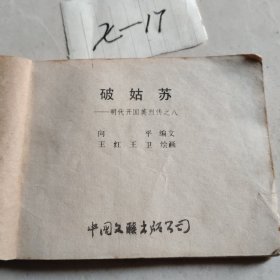 X-17
破姑苏
——明代开国英烈传之八
向平 编文
王红 王卫 绘画
中国文联出版公司